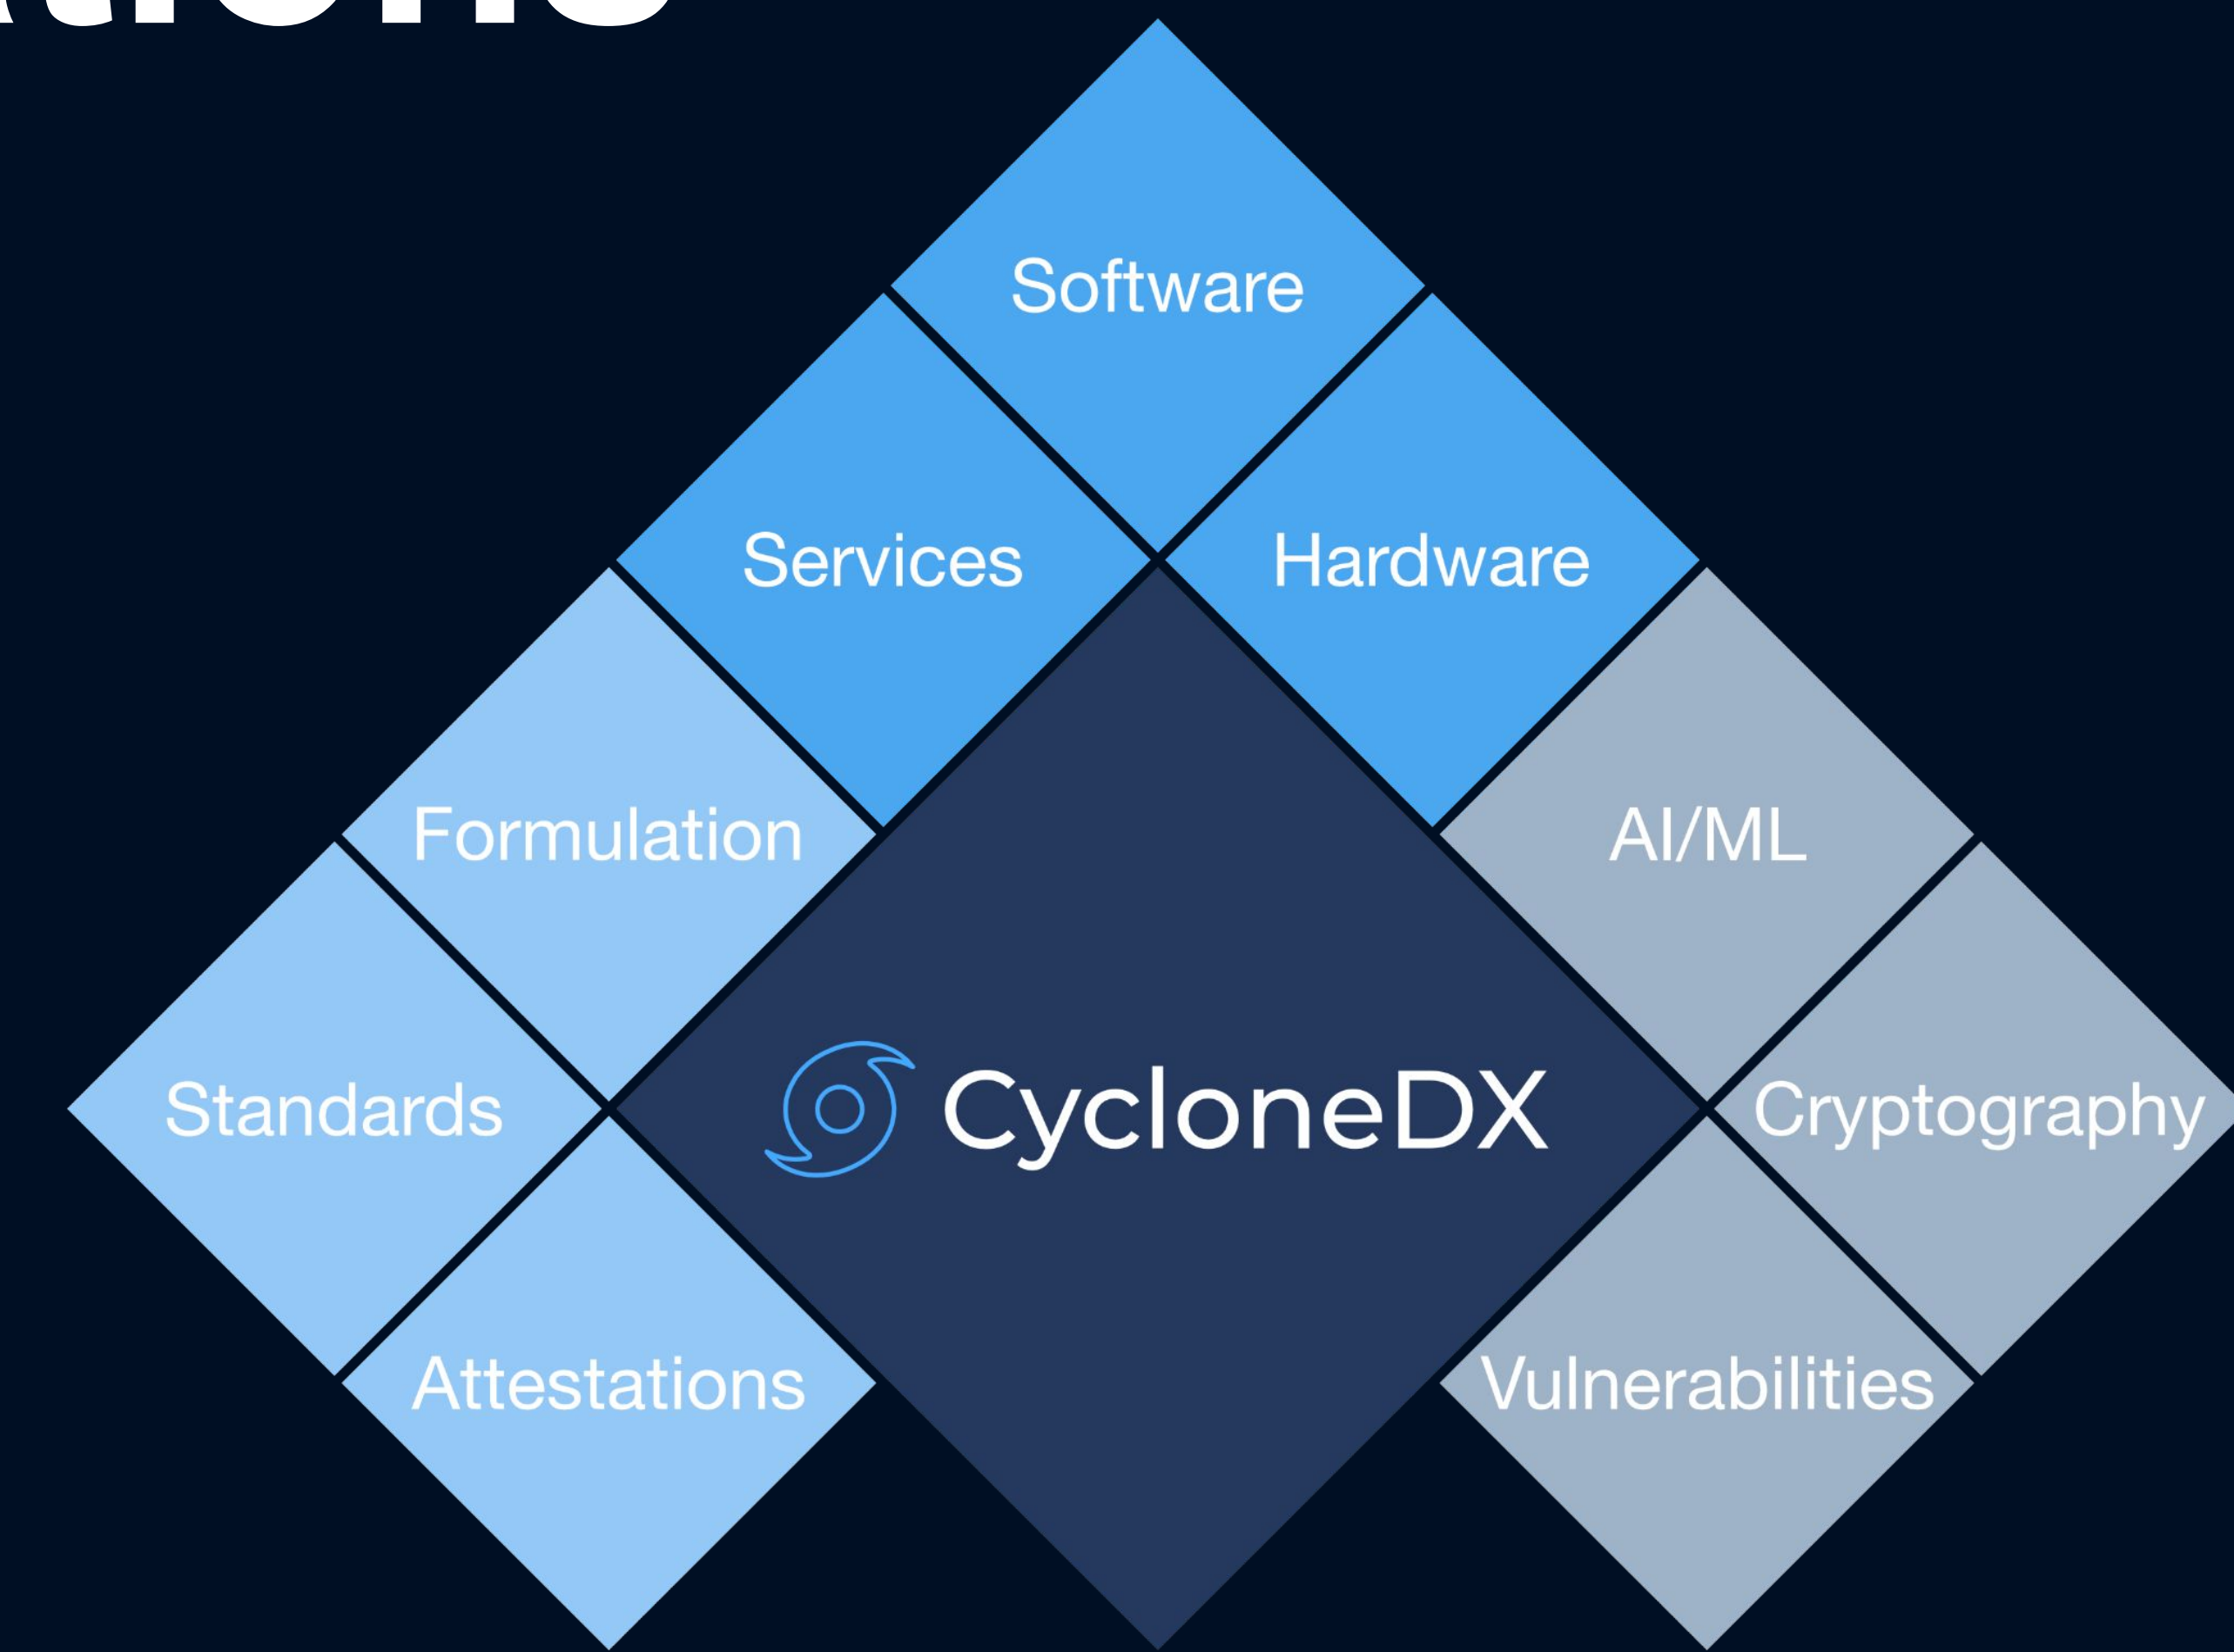 Software
Services
Hardware
Formulation
AI/ML
Standards
CycloneDX
Cryptography
Attestations
Vulnerabilities